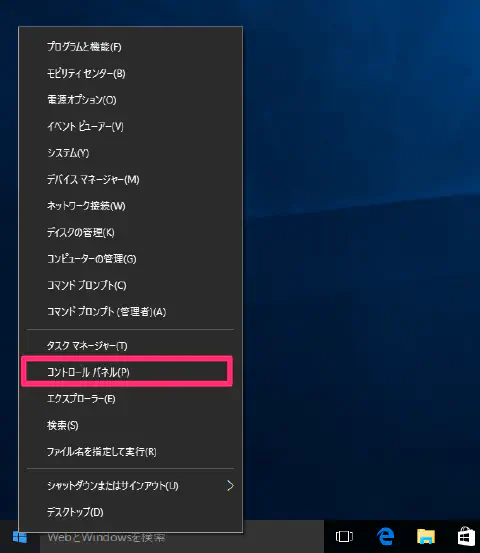 プログラムと機能(F)
モビリティ センター(B)
電源オプション(O)
イベント ビューアー(V)
システム(Y)
デバイス マネージャー(M)
ネットワーク接続(W)
ディスクの管理(K)
コンピューターの管理(G)
コマンド プロンプト(C)
コマンド プロンプト (管理者)(A)
タスク マネージャー(T)
コントロール パネル(P)
エクスプローラー(E)
検索(S)
ファイル名を指定して実行(R)
シャットダウンまたはサインアウト(U)
デスクトップ(D)
WebとWindowsを検索